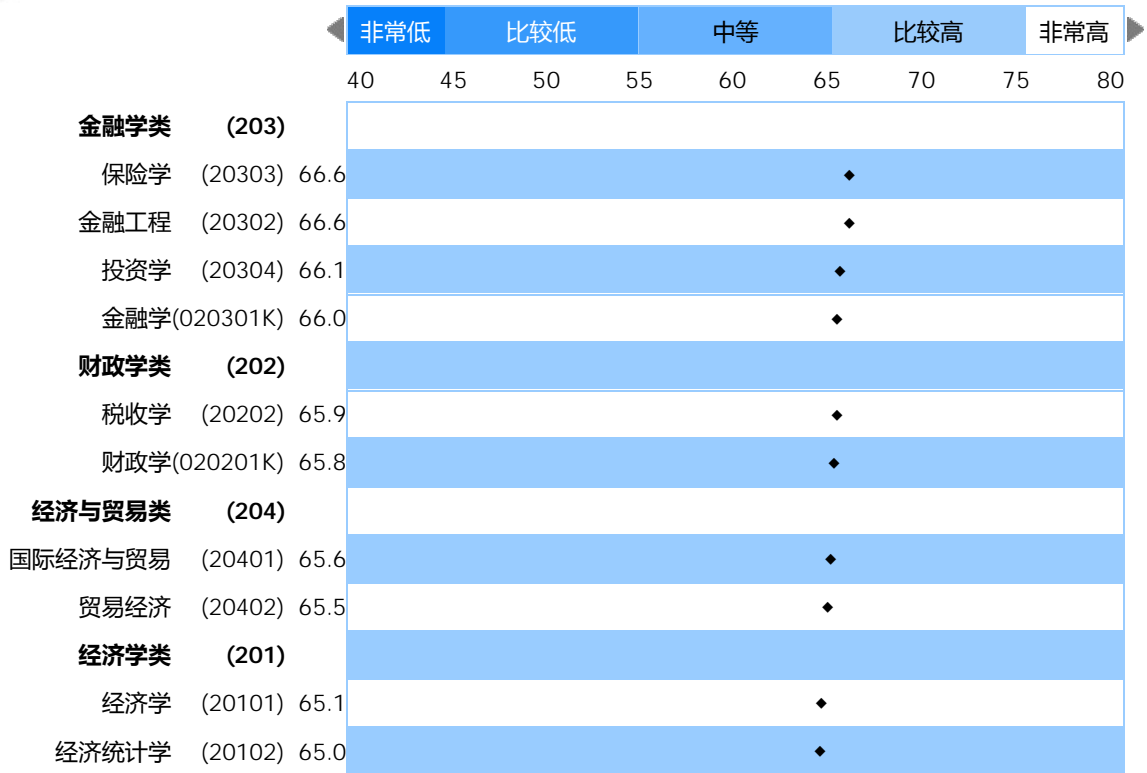 非常低 比较低 中等 比较高 非常高
40 45 50 55 60 65 70 75 80
金融学类 (203)
保险学 (20303) 66.6
金融工程 (20302) 66.6
投资学 (20304) 66.1
金融学(020301K) 66.0
财政学类 (202)
税收学 (20202) 65.9
财政学(020201K) 65.8
经济与贸易类 (204)
国际经济与贸易 (20401) 65.6
贸易经济 (20402) 65.5
经济学类 (201)
经济学 (20101) 65.1
经济统计学 (20102) 65.0